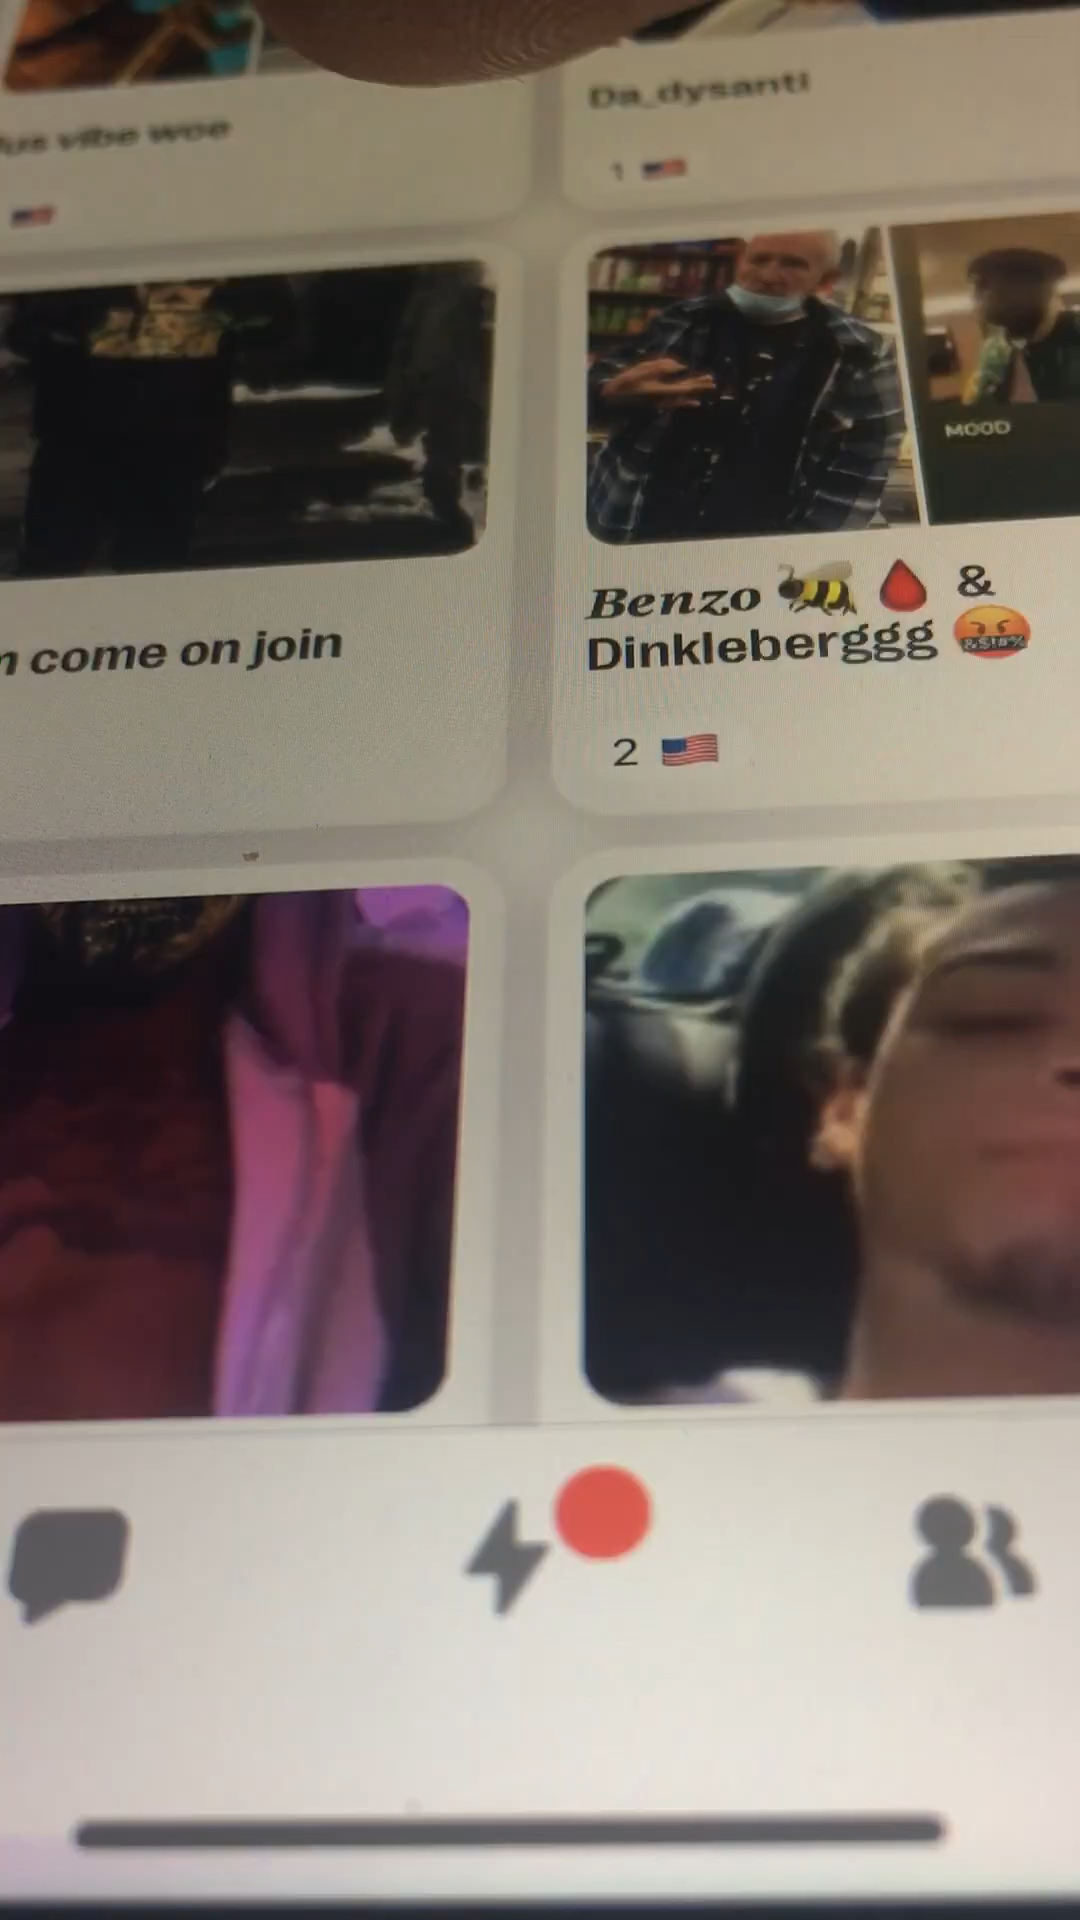 vibe woe
Da_dysanti
1 🇺🇸
MOOD
Benzo 🐝 🩸 &
Dinkleberggg 🤬
come on join
2 🇺🇸